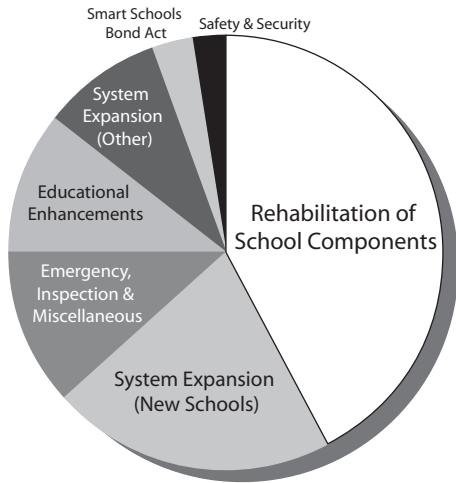 Smart Schools
Bond Act
Safety & Security
System
Expansion
(Other)
Educational
Enhancements
Rehabilitation of
School Components
Emergency,
Inspection &
Miscellaneous
System Expansion
(New Schools)